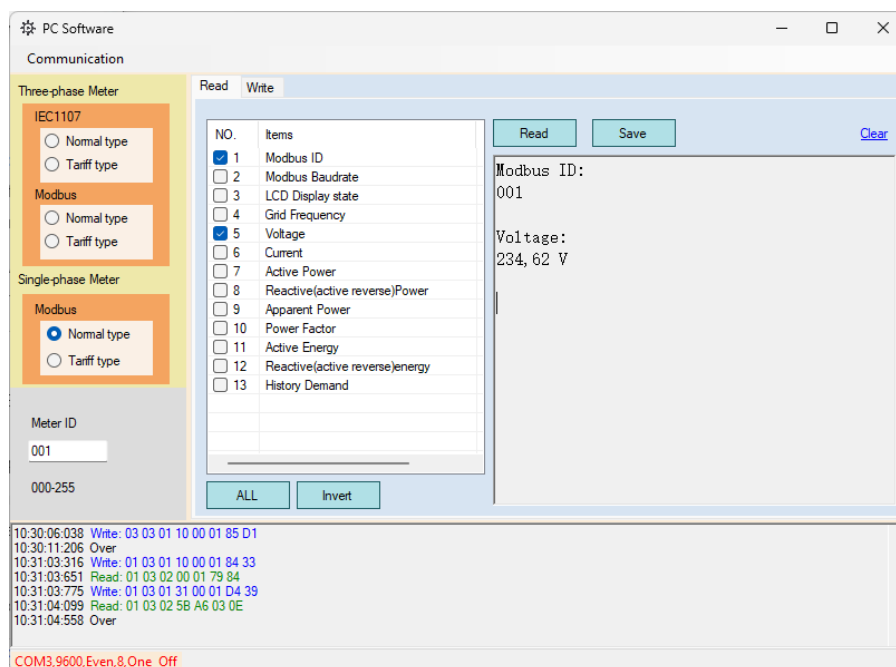 PC Software
Communication
Three-phase Meter
IEC1107
Normal type
Tariff type
Modbus
Normal type
Tariff type
Single-phase Meter
Modbus
Normal type
Tariff type
Meter ID
001
000-255
Read Write
NO. Items
1 Modbus ID
2 Modbus Baudrate
3 LCD Display state
4 Grid Frequency
5 Voltage
6 Current
7 Active Power
8 Reactive(active reverse)Power
9 Apparent Power
10 Power Factor
11 Active Energy
12 Reactive(active reverse)energy
13 History Demand
ALL Invert
Read Save Clear
Modbus ID:
001
Voltage:
234,62 V
10:30:06:038 Write: 03 03 01 10 00 01 85 D1
10:30:11:206 Over
10:31:03:316 Write: 01 03 01 10 00 01 84 33
10:31:03:651 Read: 01 03 02 00 01 79 84
10:31:03:775 Write: 01 03 01 31 00 01 D4 39
10:31:04:099 Read: 01 03 02 5B A6 03 0E
10:31:04:558 Over
COM3,9600,Even,8,One Off